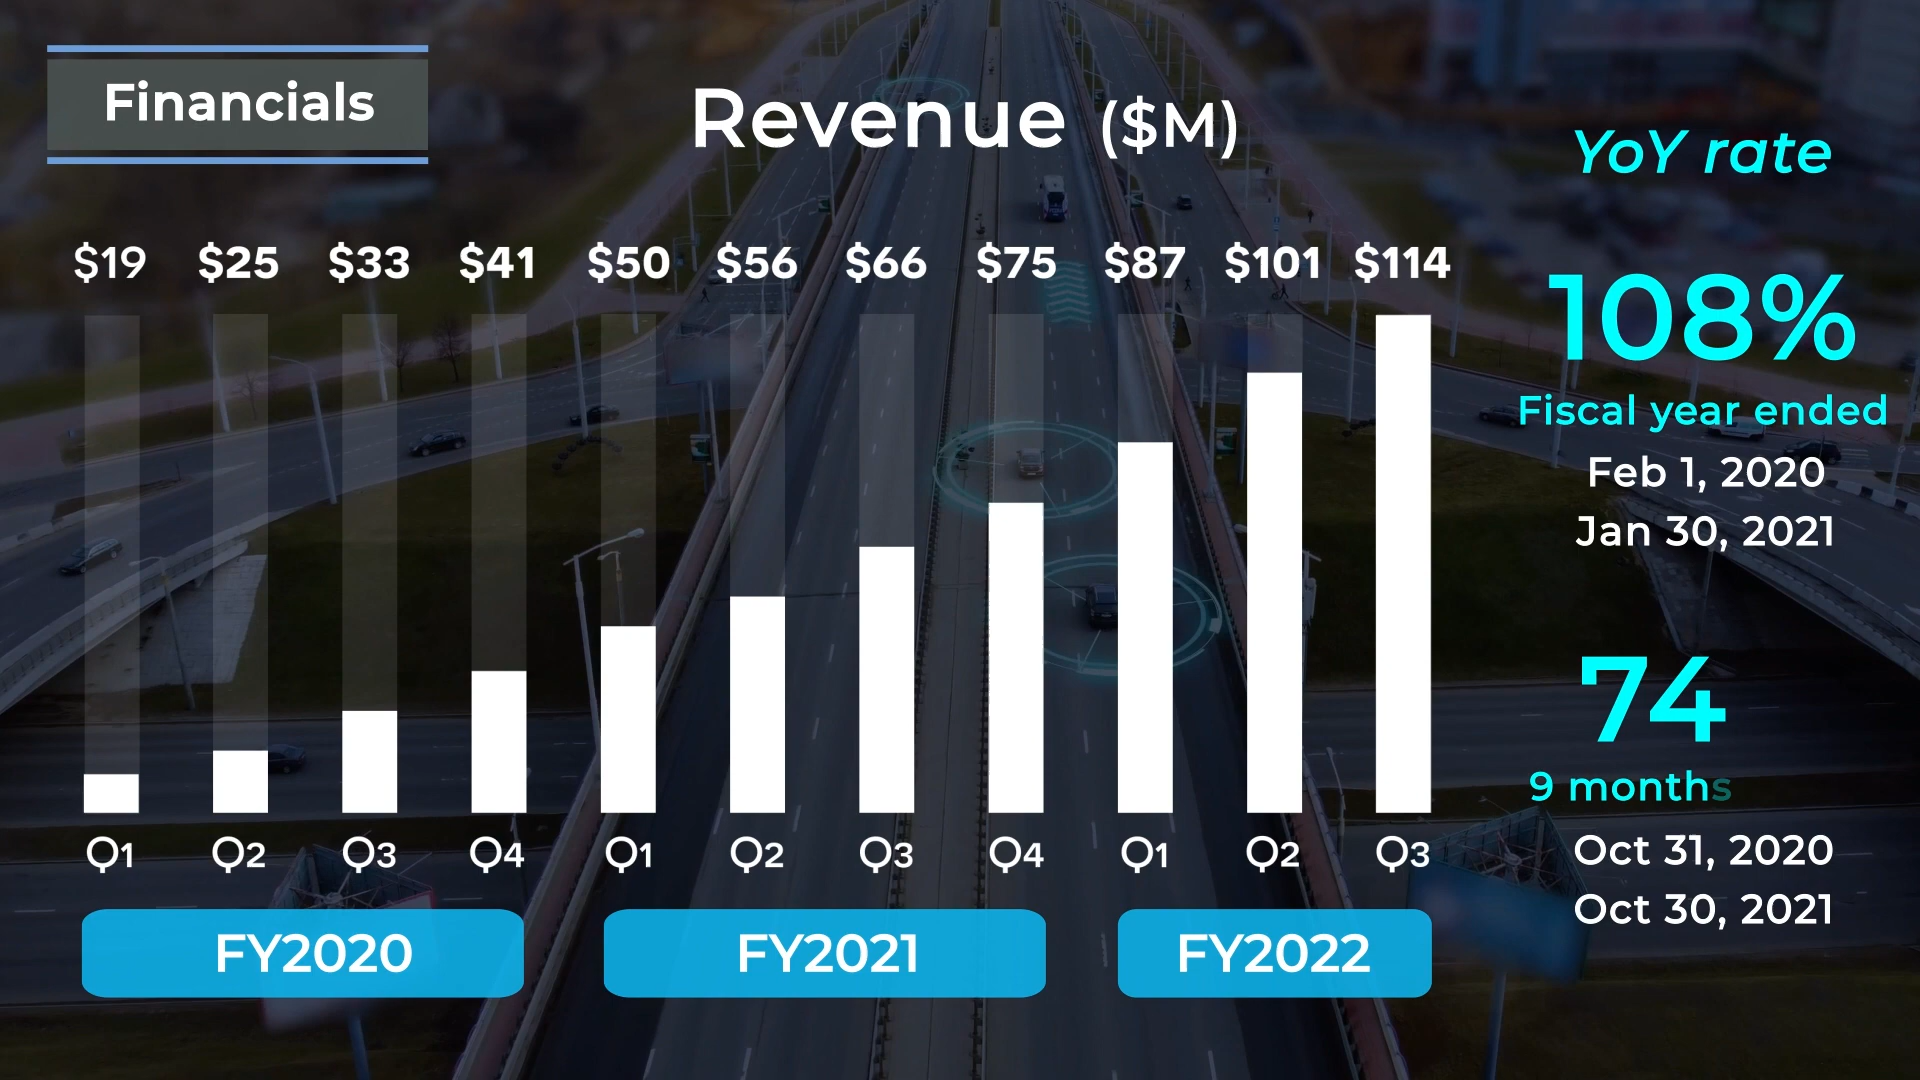 Financials
Revenue ($M)
YoY rate
$19 $25 $33 $41 $50 $56 $66 $75 $87 $101 $114
108%
Fiscal year ended
Feb 1, 2020
Jan 30, 2021
74
9 months
Oct 31, 2020
Oct 30, 2021
Q1 Q2 Q3 Q4 Q1 Q2 Q3 Q4 Q1 Q2 Q3
FY2020 FY2021 FY2022